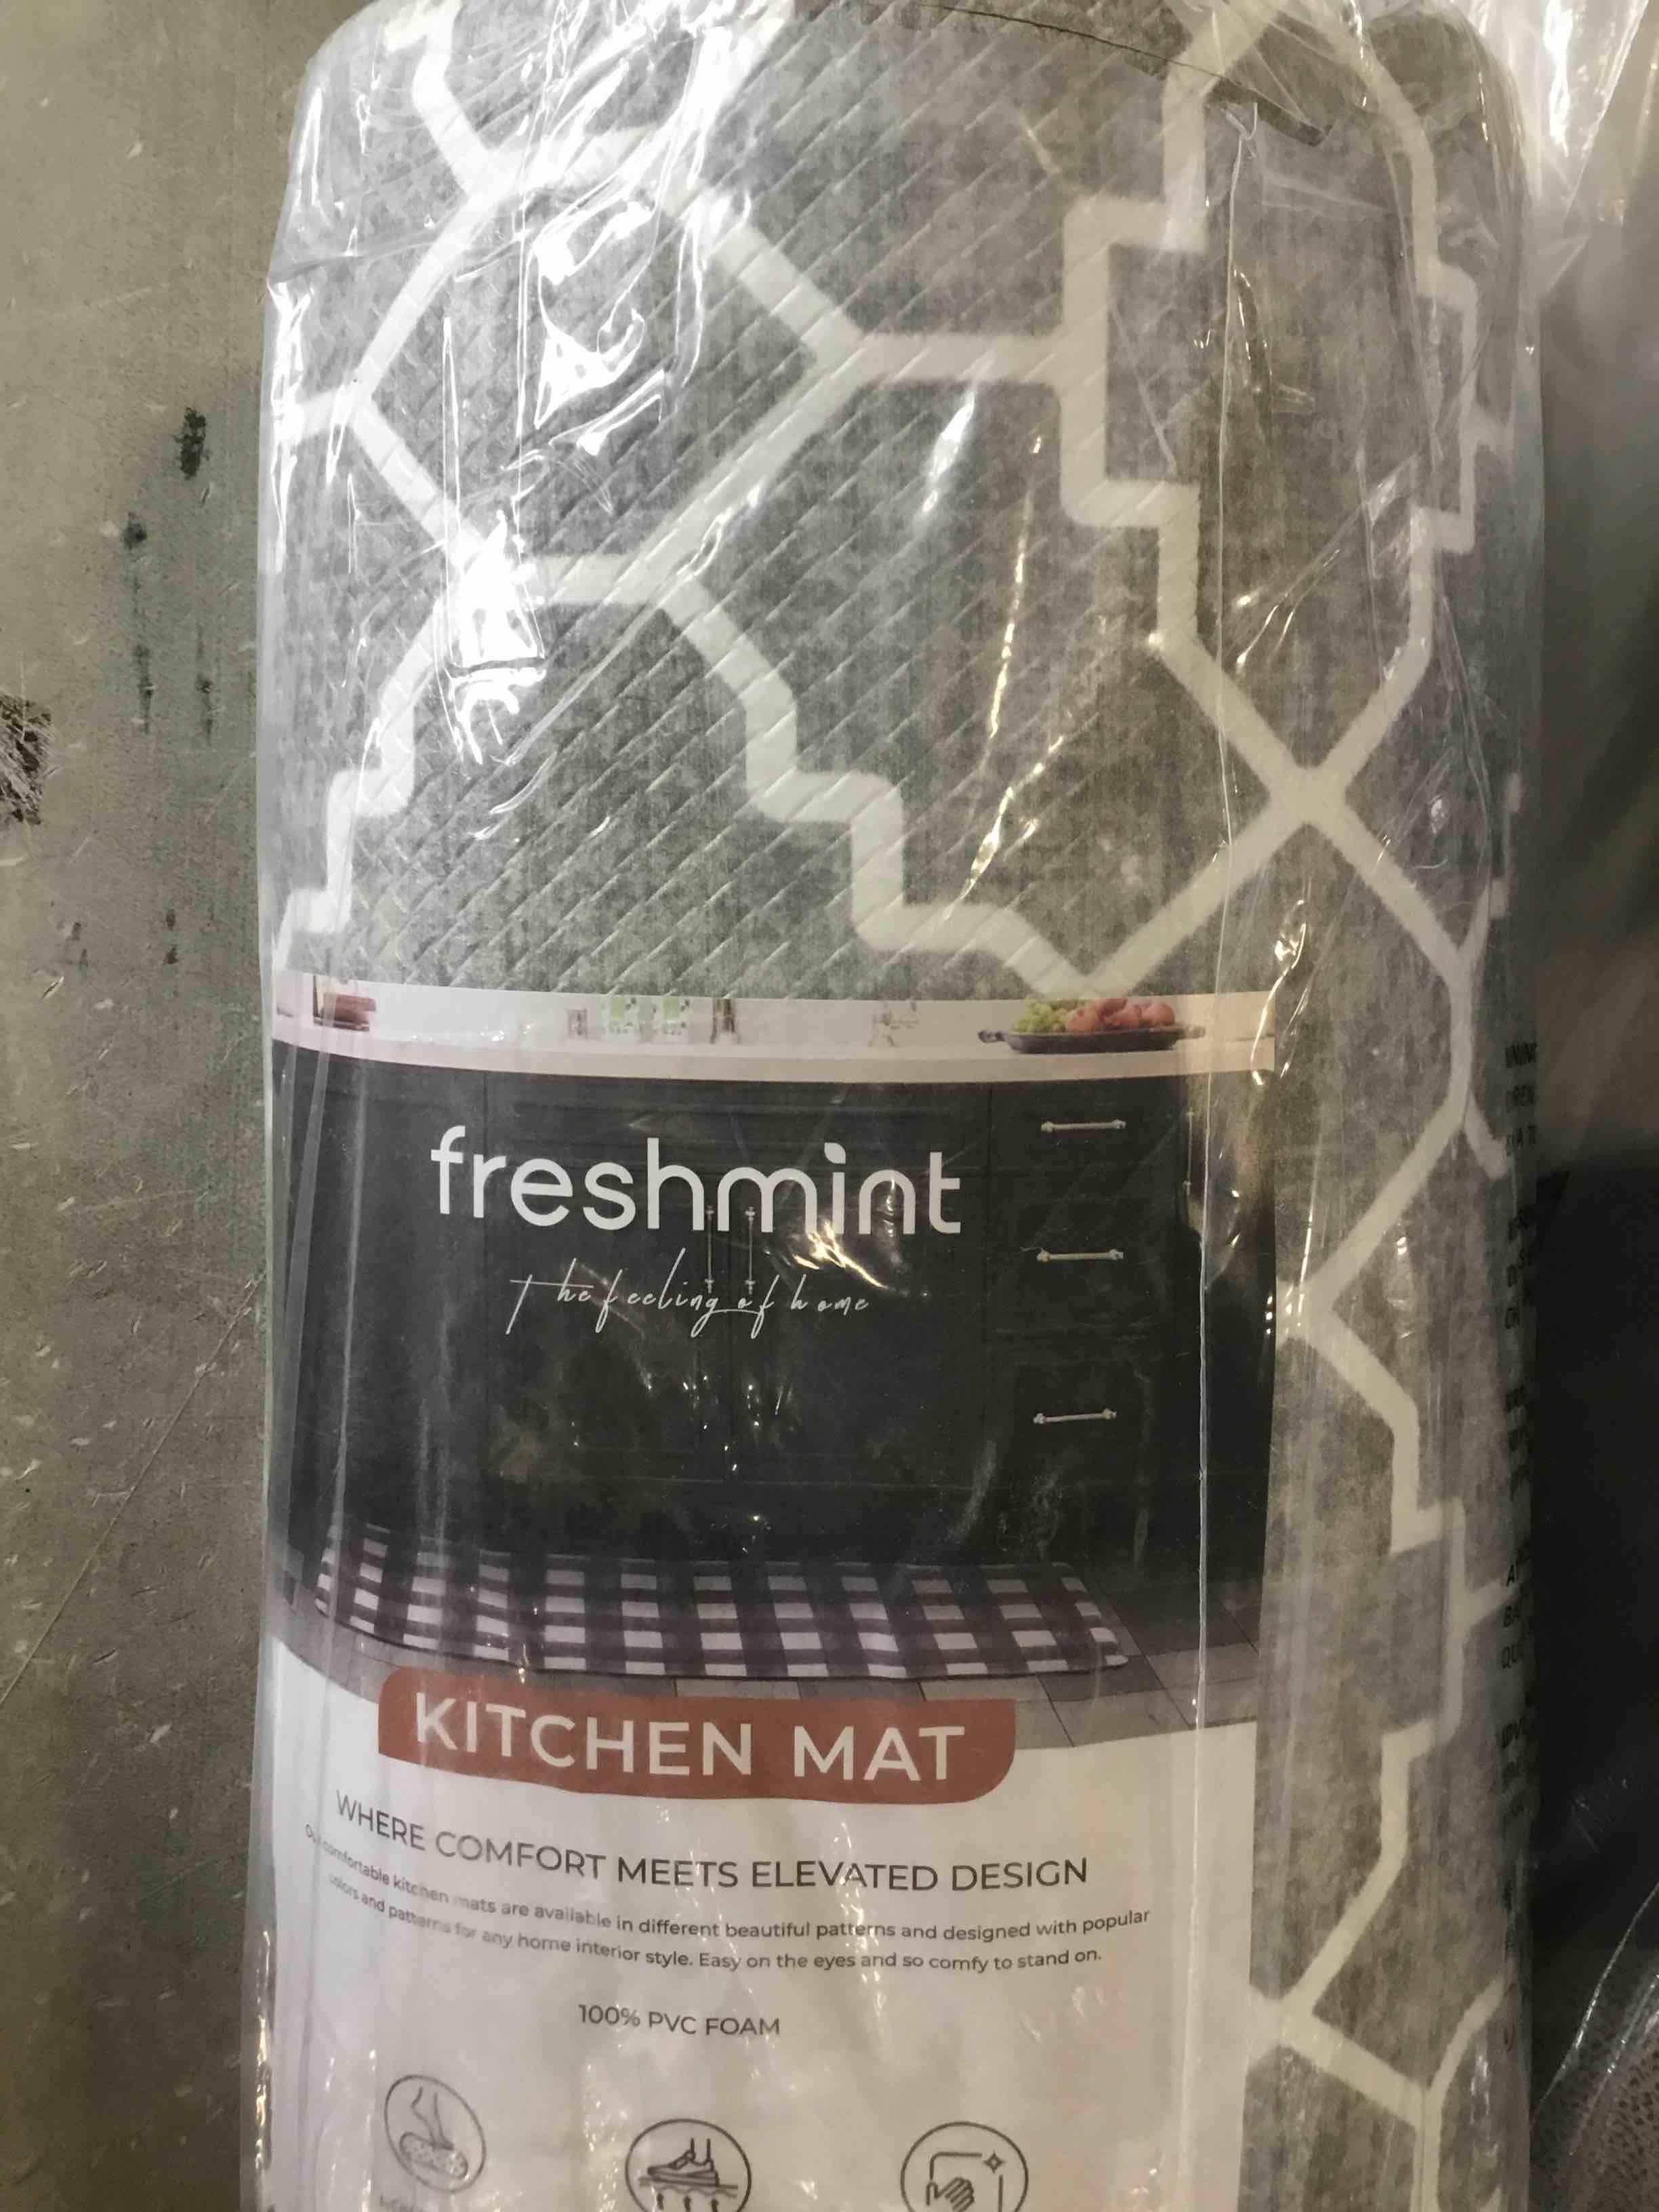 freshmint
The feeling of home
KITCHEN MAT
WHERE COMFORT MEETS ELEVATED DESIGN
Our comfortable kitchen mats are available in different beautiful patterns and designed with popular
colors and patterns for any home interior style. Easy on the eyes and so comfy to stand on.
100% PVC FOAM